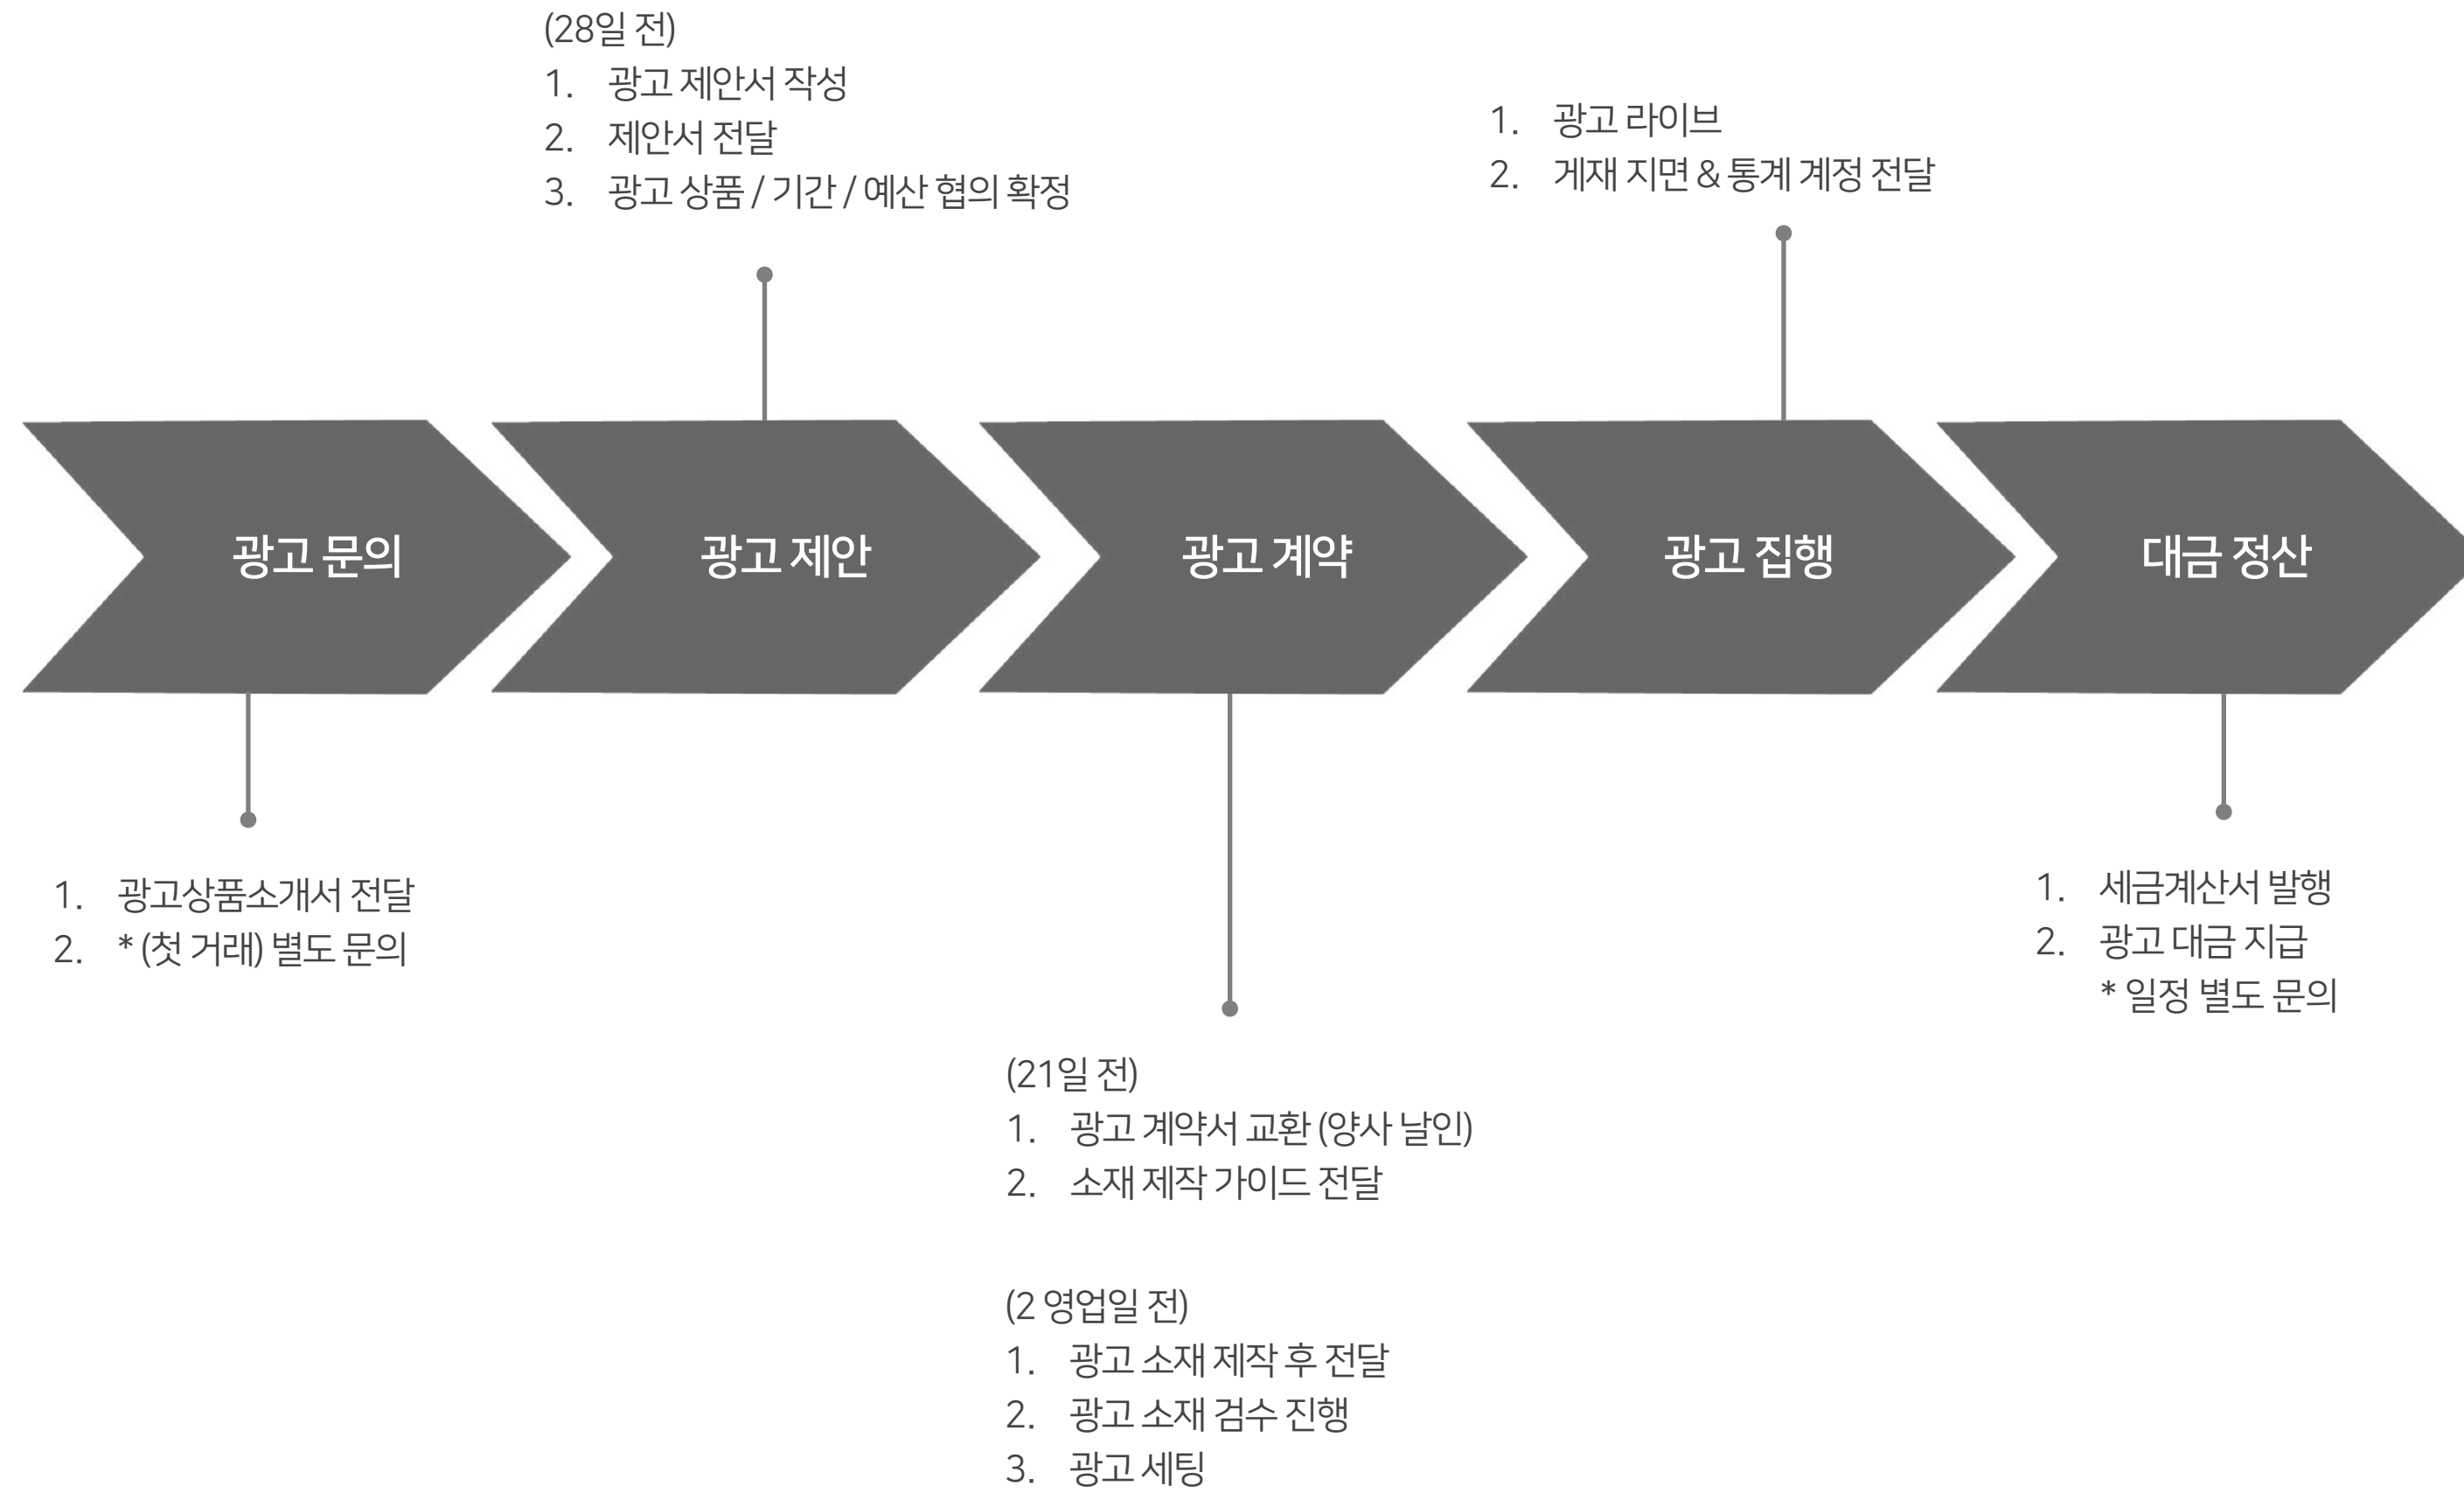 (28일 전)
1. 광고 제안서 작성
2. 제안서 전달
3. 광고 상품 / 기간 / 예산 협의 확정
1. 광고 라이브
2. 게재 지면 & 통계 계정 전달
광고 문의
광고 제안
광고 계약
광고 집행
대금 정산
1. 광고상품소개서 전달
2. * (첫 거래) 별도 문의
1. 세금계산서 발행
2. 광고 대금 지급
* 일정 별도 문의
(21일 전)
1. 광고 계약서 교환 (양사 날인)
2. 소재 제작 가이드 전달
(2 영업일 전)
1. 광고 소재 제작 후 전달
2. 광고 소재 검수 진행
3. 광고 세팅